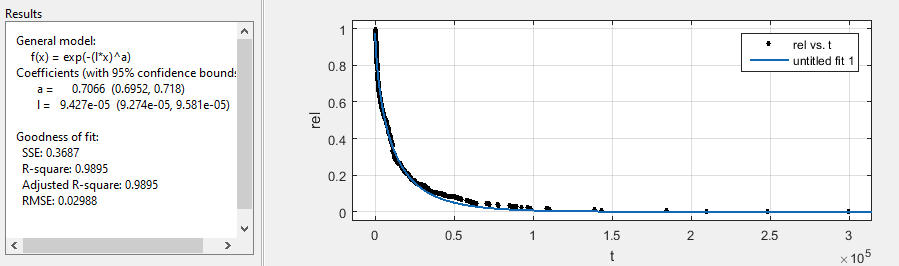 Results
General model:
f(x) = exp(-(l*x)^a)
Coefficients (with 95% confidence bounds
a = 0.7066 (0.6952, 0.718)
l = 9.427e-05 (9.274e-05, 9.581e-05)
Goodness of fit:
SSE: 0.3687
R-square: 0.9895
Adjusted R-square: 0.9895
RMSE: 0.02988
rel vs. t
untitled fit 1
1
0.8
0.6
0.4
0.2
0
rel
0 0.5 1 1.5 2 2.5 3
t
×10^5